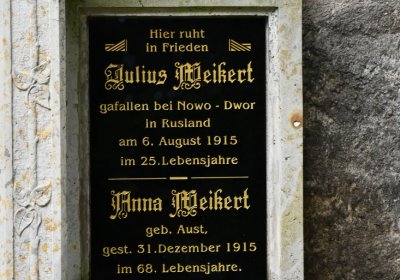 Hier ruht
in Frieden
Julius Meikert
gafallen bei Nowo - Dwor
in Rusland
am 6. August 1915
im 25. Lebensjahre
Anna Meikert
geb. Aust,
gest. 31. Dezember 1915
im 68. Lebensjahre.